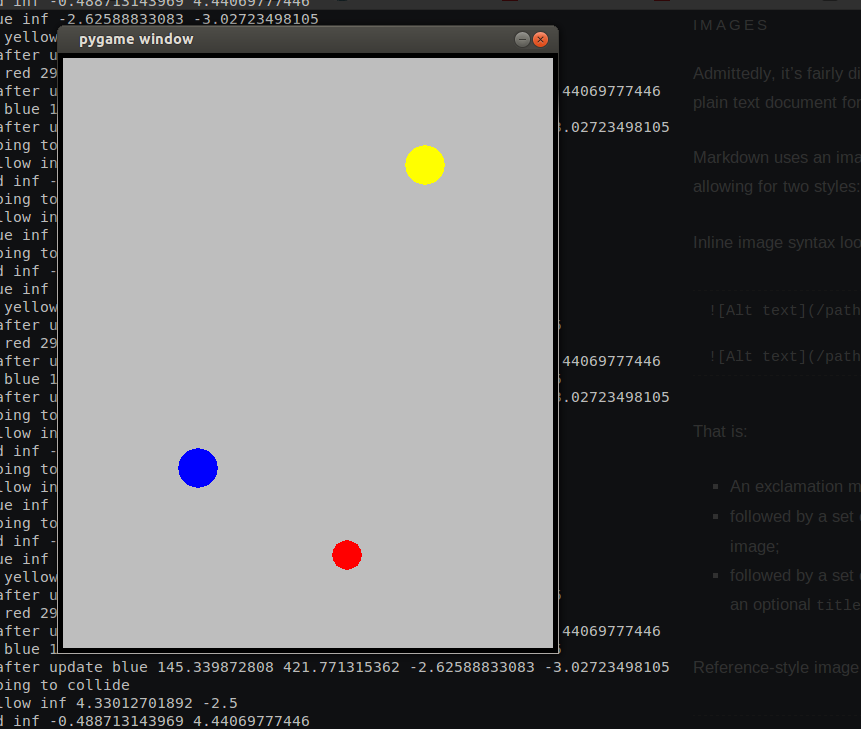 d inf -0.488713143969 4.44069777446
ue inf -2.62588833083 -3.02723498105
yellow
pygame window
after u
red 29
after u 44069777446
blue 1
after u 3.02723498105
ping to
llow in
d inf -
ping to
llow in
ue inf
ping to
d inf -
ue inf
yellow
after u
red 29
after u 44069777446
blue 1
after u 3.02723498105
ping to
llow in
d inf -
ping to
llow in
ue inf
ping to
d inf -
ue inf
yellow
after u
red 29
after u 44069777446
blue 1
after update blue 145.339872808 421.771315362 -2.62588833083 -3.02723498105
ping to collide
llow inf 4.33012701892 -2.5
d inf -0.488713143969 4.44069777446
IMAGES
Admittedly, it's fairly di
plain text document for
Markdown uses an ima
allowing for two styles:
Inline image syntax loo
![Alt text](/path
![Alt text](/path
That is:
An exclamation m
followed by a set
image;
followed by a set
an optional title
Reference-style image